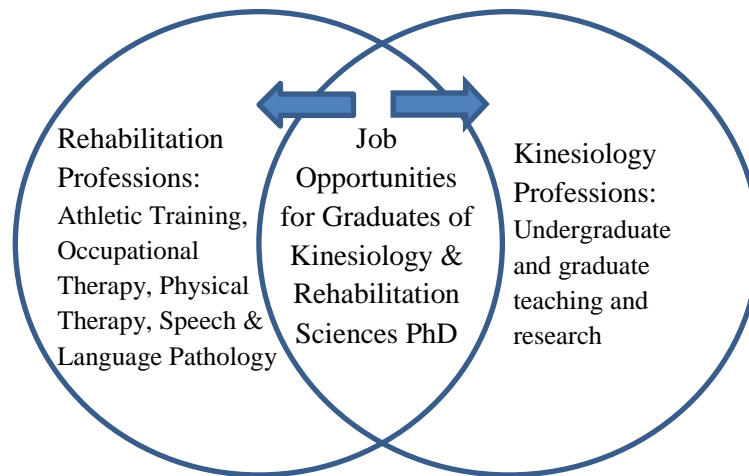 Rehabilitation
Professions:
Athletic Training,
Occupational
Therapy, Physical
Therapy, Speech &
Language Pathology
Job
Opportunities
for Graduates of
Kinesiology &
Rehabilitation
Sciences PhD
Kinesiology
Professions:
Undergraduate
and graduate
teaching and
research